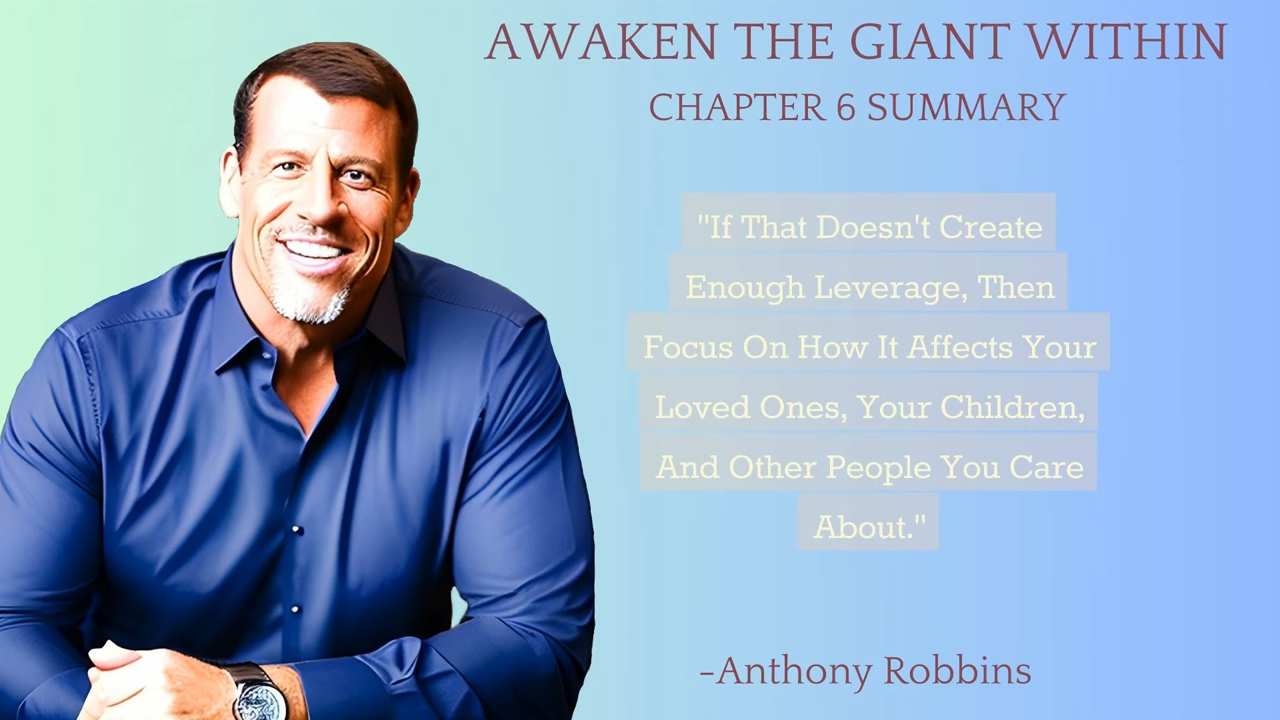 AWAKEN THE GIANT WITHIN
CHAPTER 6 SUMMARY
"If That Doesn't Create
Enough Leverage, Then
Focus On How It Affects Your
Loved Ones, Your Children,
And Other People You Care
About."
–Anthony Robbins